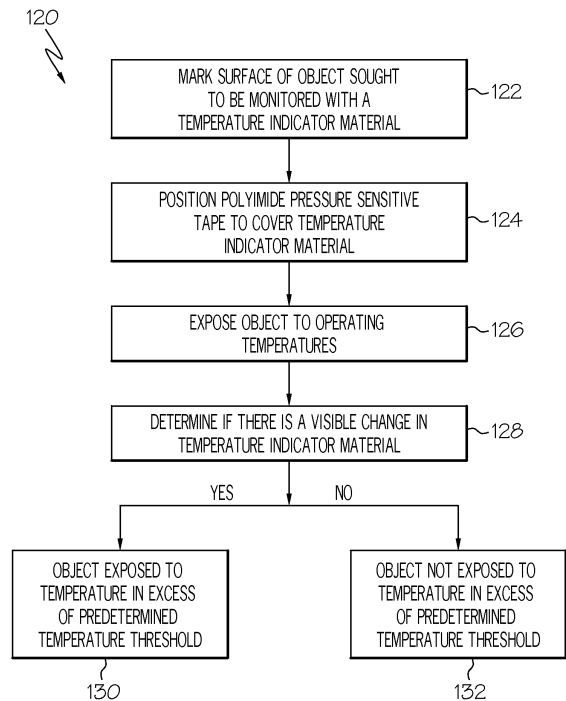 120
MARK SURFACE OF OBJECT SOUGHT
TO BE MONITORED WITH A
TEMPERATURE INDICATOR MATERIAL
122
POSITION POLYIMIDE PRESSURE SENSITIVE
TAPE TO COVER TEMPERATURE
INDICATOR MATERIAL
124
EXPOSE OBJECT TO OPERATING
TEMPERATURES
126
DETERMINE IF THERE IS A VISIBLE CHANGE IN
TEMPERATURE INDICATOR MATERIAL
128
YES
NO
OBJECT EXPOSED TO
TEMPERATURE IN EXCESS
OF PREDETERMINED
TEMPERATURE THRESHOLD
130
OBJECT NOT EXPOSED TO
TEMPERATURE IN EXCESS
OF PREDETERMINED
TEMPERATURE THRESHOLD
132